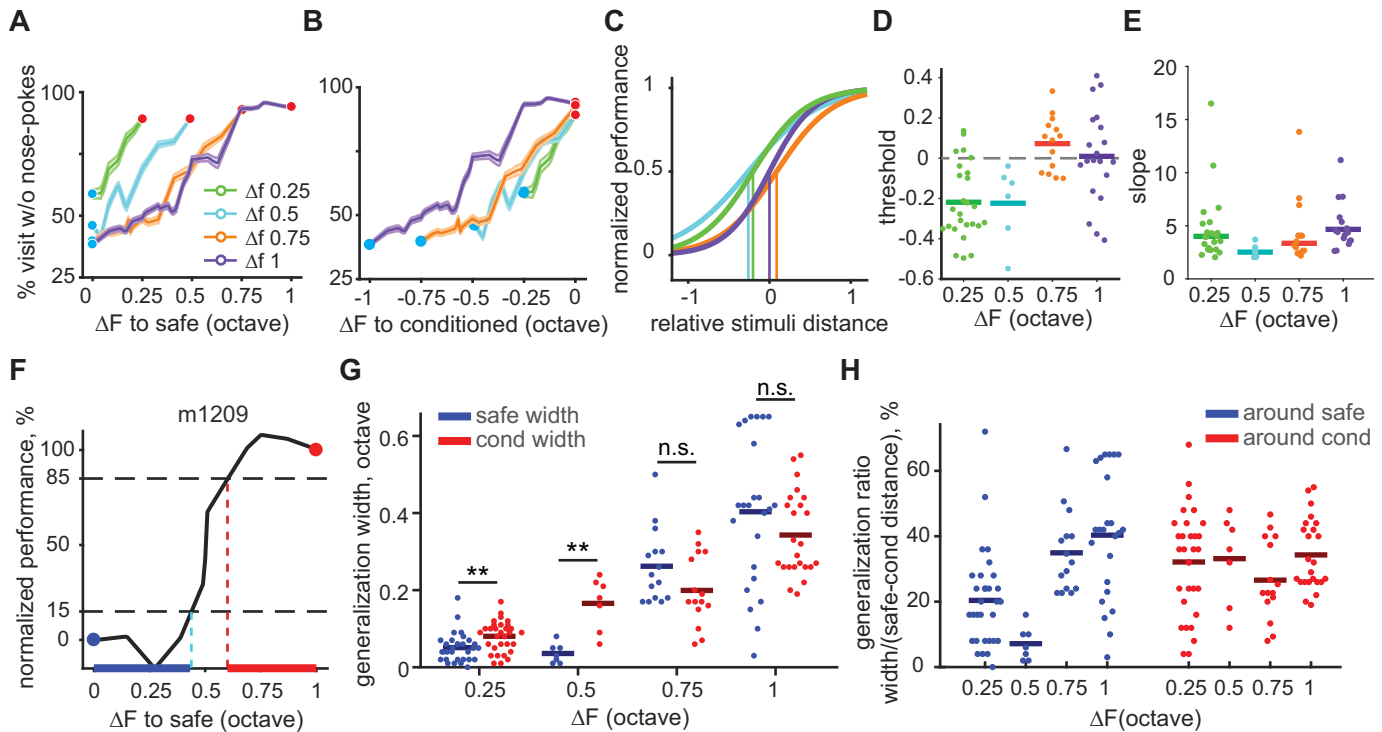 A
% visit w/o nose-pokes
100
50
25
0
0.25
0.5
0.75
1
ΔF to safe (octave)
Δf 0.25
Δf 0.5
Δf 0.75
Δf 1
B
100
50
25
-1
-0.75
-0.5
-0.25
0
ΔF to conditioned (octave)
C
normalized performance
1
0.5
0
-1
0
1
relative stimuli distance
D
threshold
0.4
0.2
0
-0.2
-0.4
-0.6
0.25
0.5
0.75
1
ΔF (octave)
E
slope
20
15
10
5
0
0.25
0.5
0.75
1
ΔF (octave)
F
m1209
normalized performance, %
100
85
50
15
0
0
0.25
0.5
0.75
1
ΔF to safe (octave)
G
generalization width, octave
safe width
cond width
n.s.
n.s.
**
**
0.6
0.4
0.2
0
0.25
0.5
0.75
1
ΔF (octave)
H
generalization ratio
width/(safe-cond distance), %
around safe
around cond
60
40
20
0
0.25
0.5
0.75
1
0.25
0.5
0.75
1
ΔF(octave)